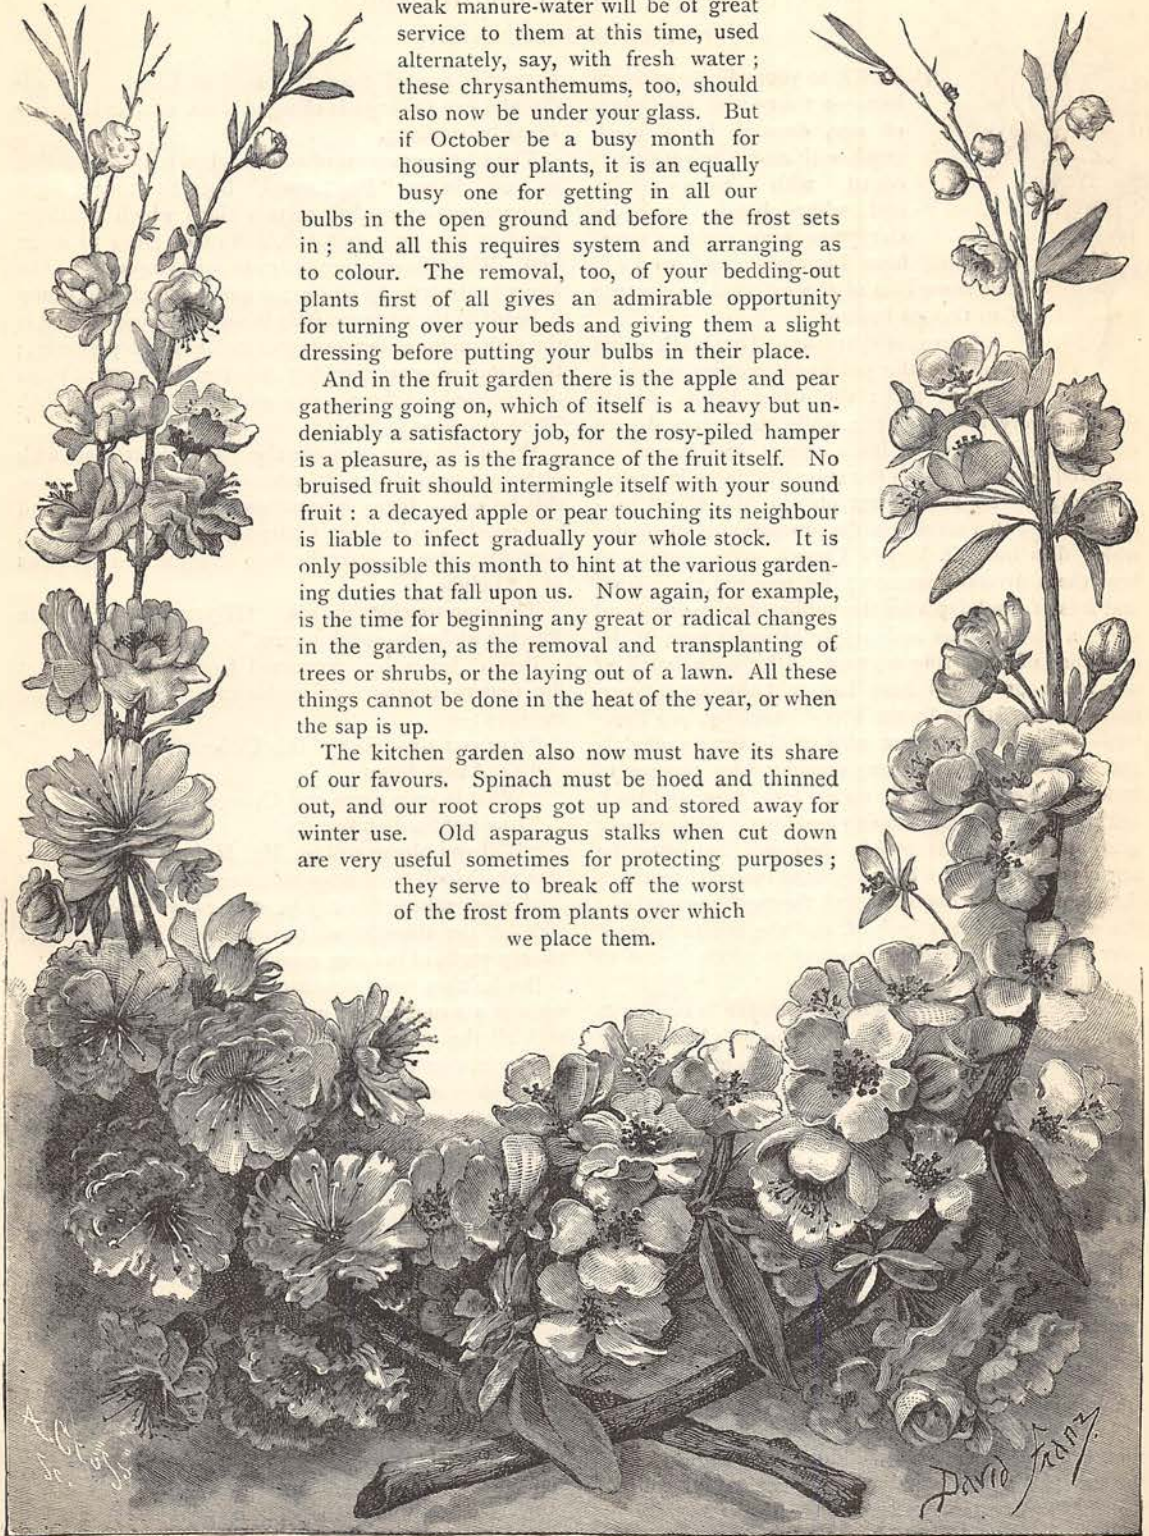 weak manure-water will be of great
service to them at this time, used
alternately, say, with fresh water ;
these chrysanthemums, too, should
also now be under your glass. But
if October be a busy month for
housing our plants, it is an equally
busy one for getting in all our
bulbs in the open ground and before the frost sets
in ; and all this requires system and arranging as
to colour. The removal, too, of your bedding-out
plants first of all gives an admirable opportunity
for turning over your beds and giving them a slight
dressing before putting your bulbs in their place.
And in the fruit garden there is the apple and pear
gathering going on, which of itself is a heavy but un-
deniably a satisfactory job, for the rosy-piled hamper
is a pleasure, as is the fragrance of the fruit itself. No
bruised fruit should intermingle itself with your sound
fruit : a decayed apple or pear touching its neighbour
is liable to infect gradually your whole stock. It is
only possible this month to hint at the various garden-
ing duties that fall upon us. Now again, for example,
is the time for beginning any great or radical changes
in the garden, as the removal and transplanting of
trees or shrubs, or the laying out of a lawn. All these
things cannot be done in the heat of the year, or when
the sap is up.
The kitchen garden also now must have its share
of our favours. Spinach must be hoed and thinned
out, and our root crops got up and stored away for
winter use. Old asparagus stalks when cut down
are very useful sometimes for protecting purposes ;
they serve to break off the worst
of the frost from plants over which
we place them.
David Franz.